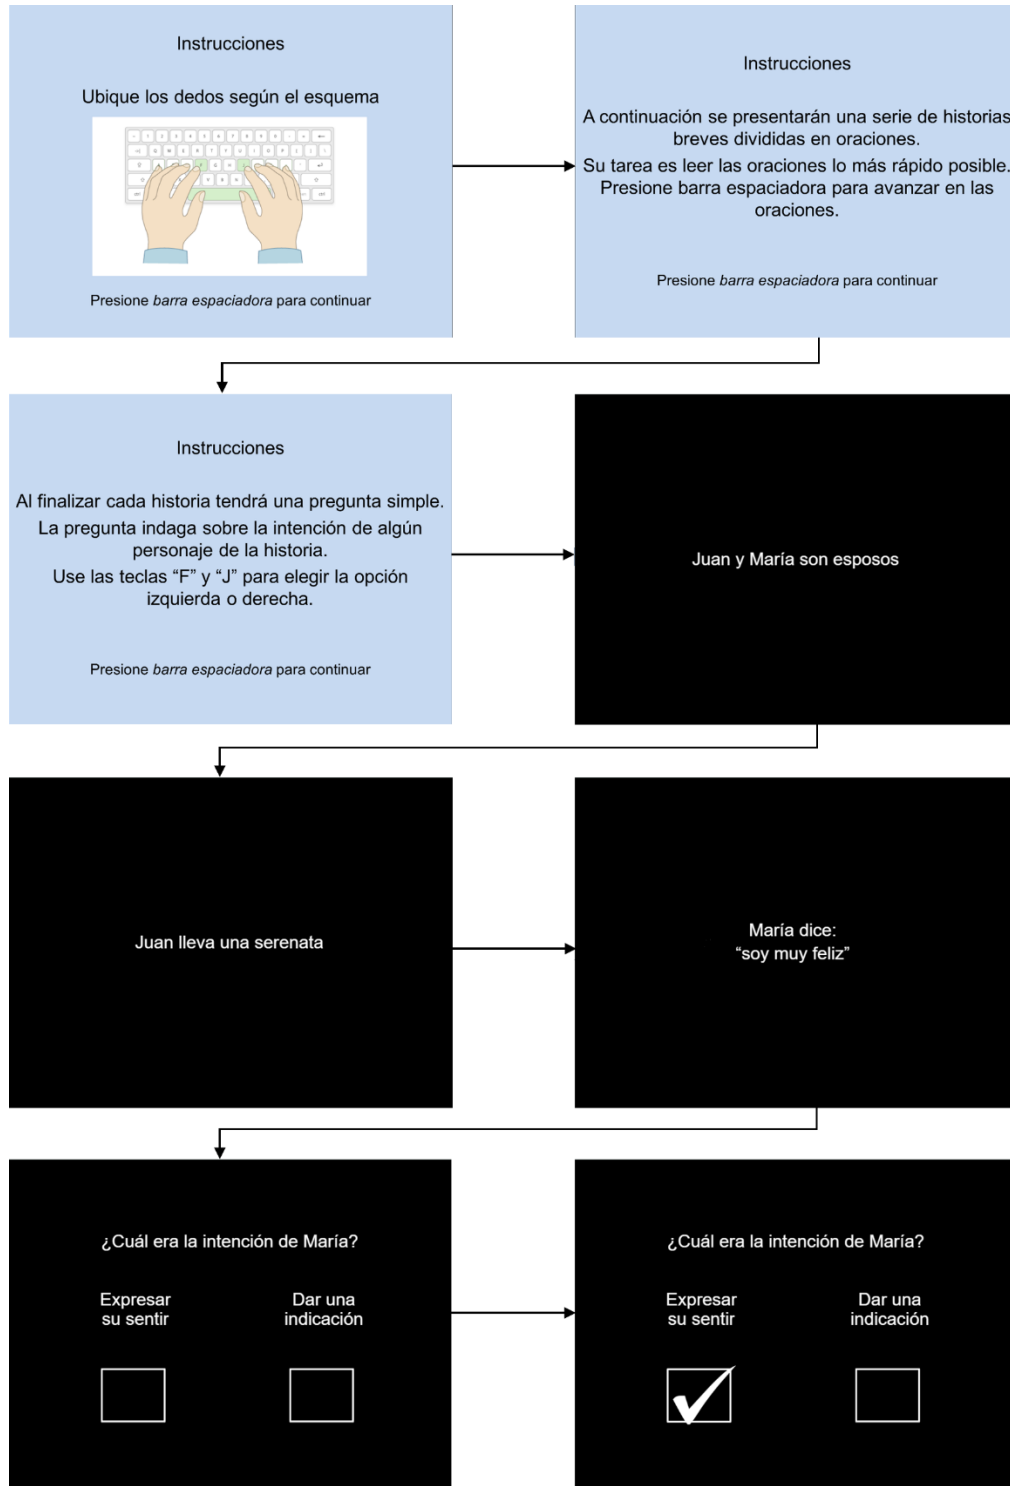 Instrucciones
Ubique los dedos según el esquema
Presione barra espaciadora para continuar
Instrucciones
A continuación se presentarán una serie de historias
breves divididas en oraciones.
Su tarea es leer las oraciones lo más rápido posible.
Presione barra espaciadora para avanzar en las
oraciones.
Presione barra espaciadora para continuar
Instrucciones
Al finalizar cada historia tendrá una pregunta simple.
La pregunta indaga sobre la intención de algún
personaje de la historia.
Use las teclas “F” y “J” para elegir la opción
izquierda o derecha.
Presione barra espaciadora para continuar
Juan y María son esposos
Juan lleva una serenata
María dice:
“soy muy feliz”
¿Cuál era la intención de María?
Expresar
su sentir
Dar una
indicación
¿Cuál era la intención de María?
Expresar
su sentir
Dar una
indicación